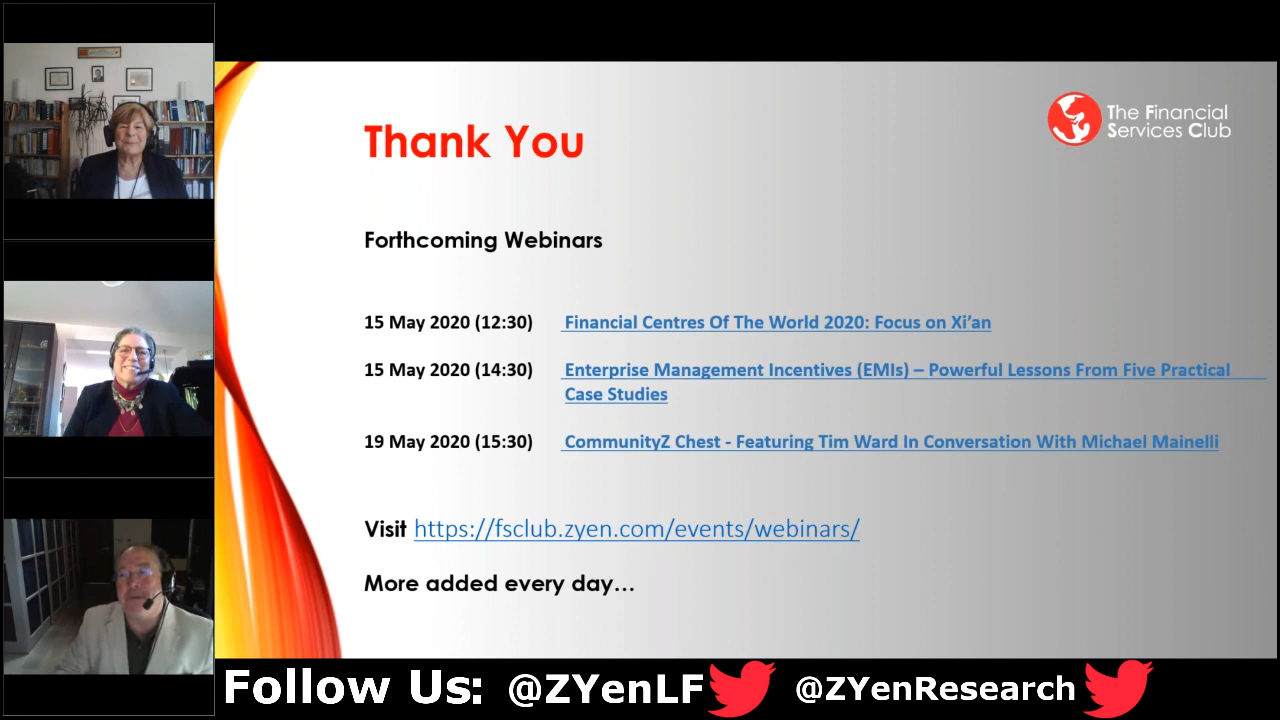 The Financial
Services Club
Thank You
Forthcoming Webinars
15 May 2020 (12:30) Financial Centres Of The World 2020: Focus on Xi’an
15 May 2020 (14:30) Enterprise Management Incentives (EMIs) – Powerful Lessons From Five Practical
Case Studies
19 May 2020 (15:30) CommunityZ Chest - Featuring Tim Ward In Conversation With Michael Mainelli
Visit https://fsclub.zyen.com/events/webinars/
More added every day…
Follow Us: @ZYenLF @ZYenResearch